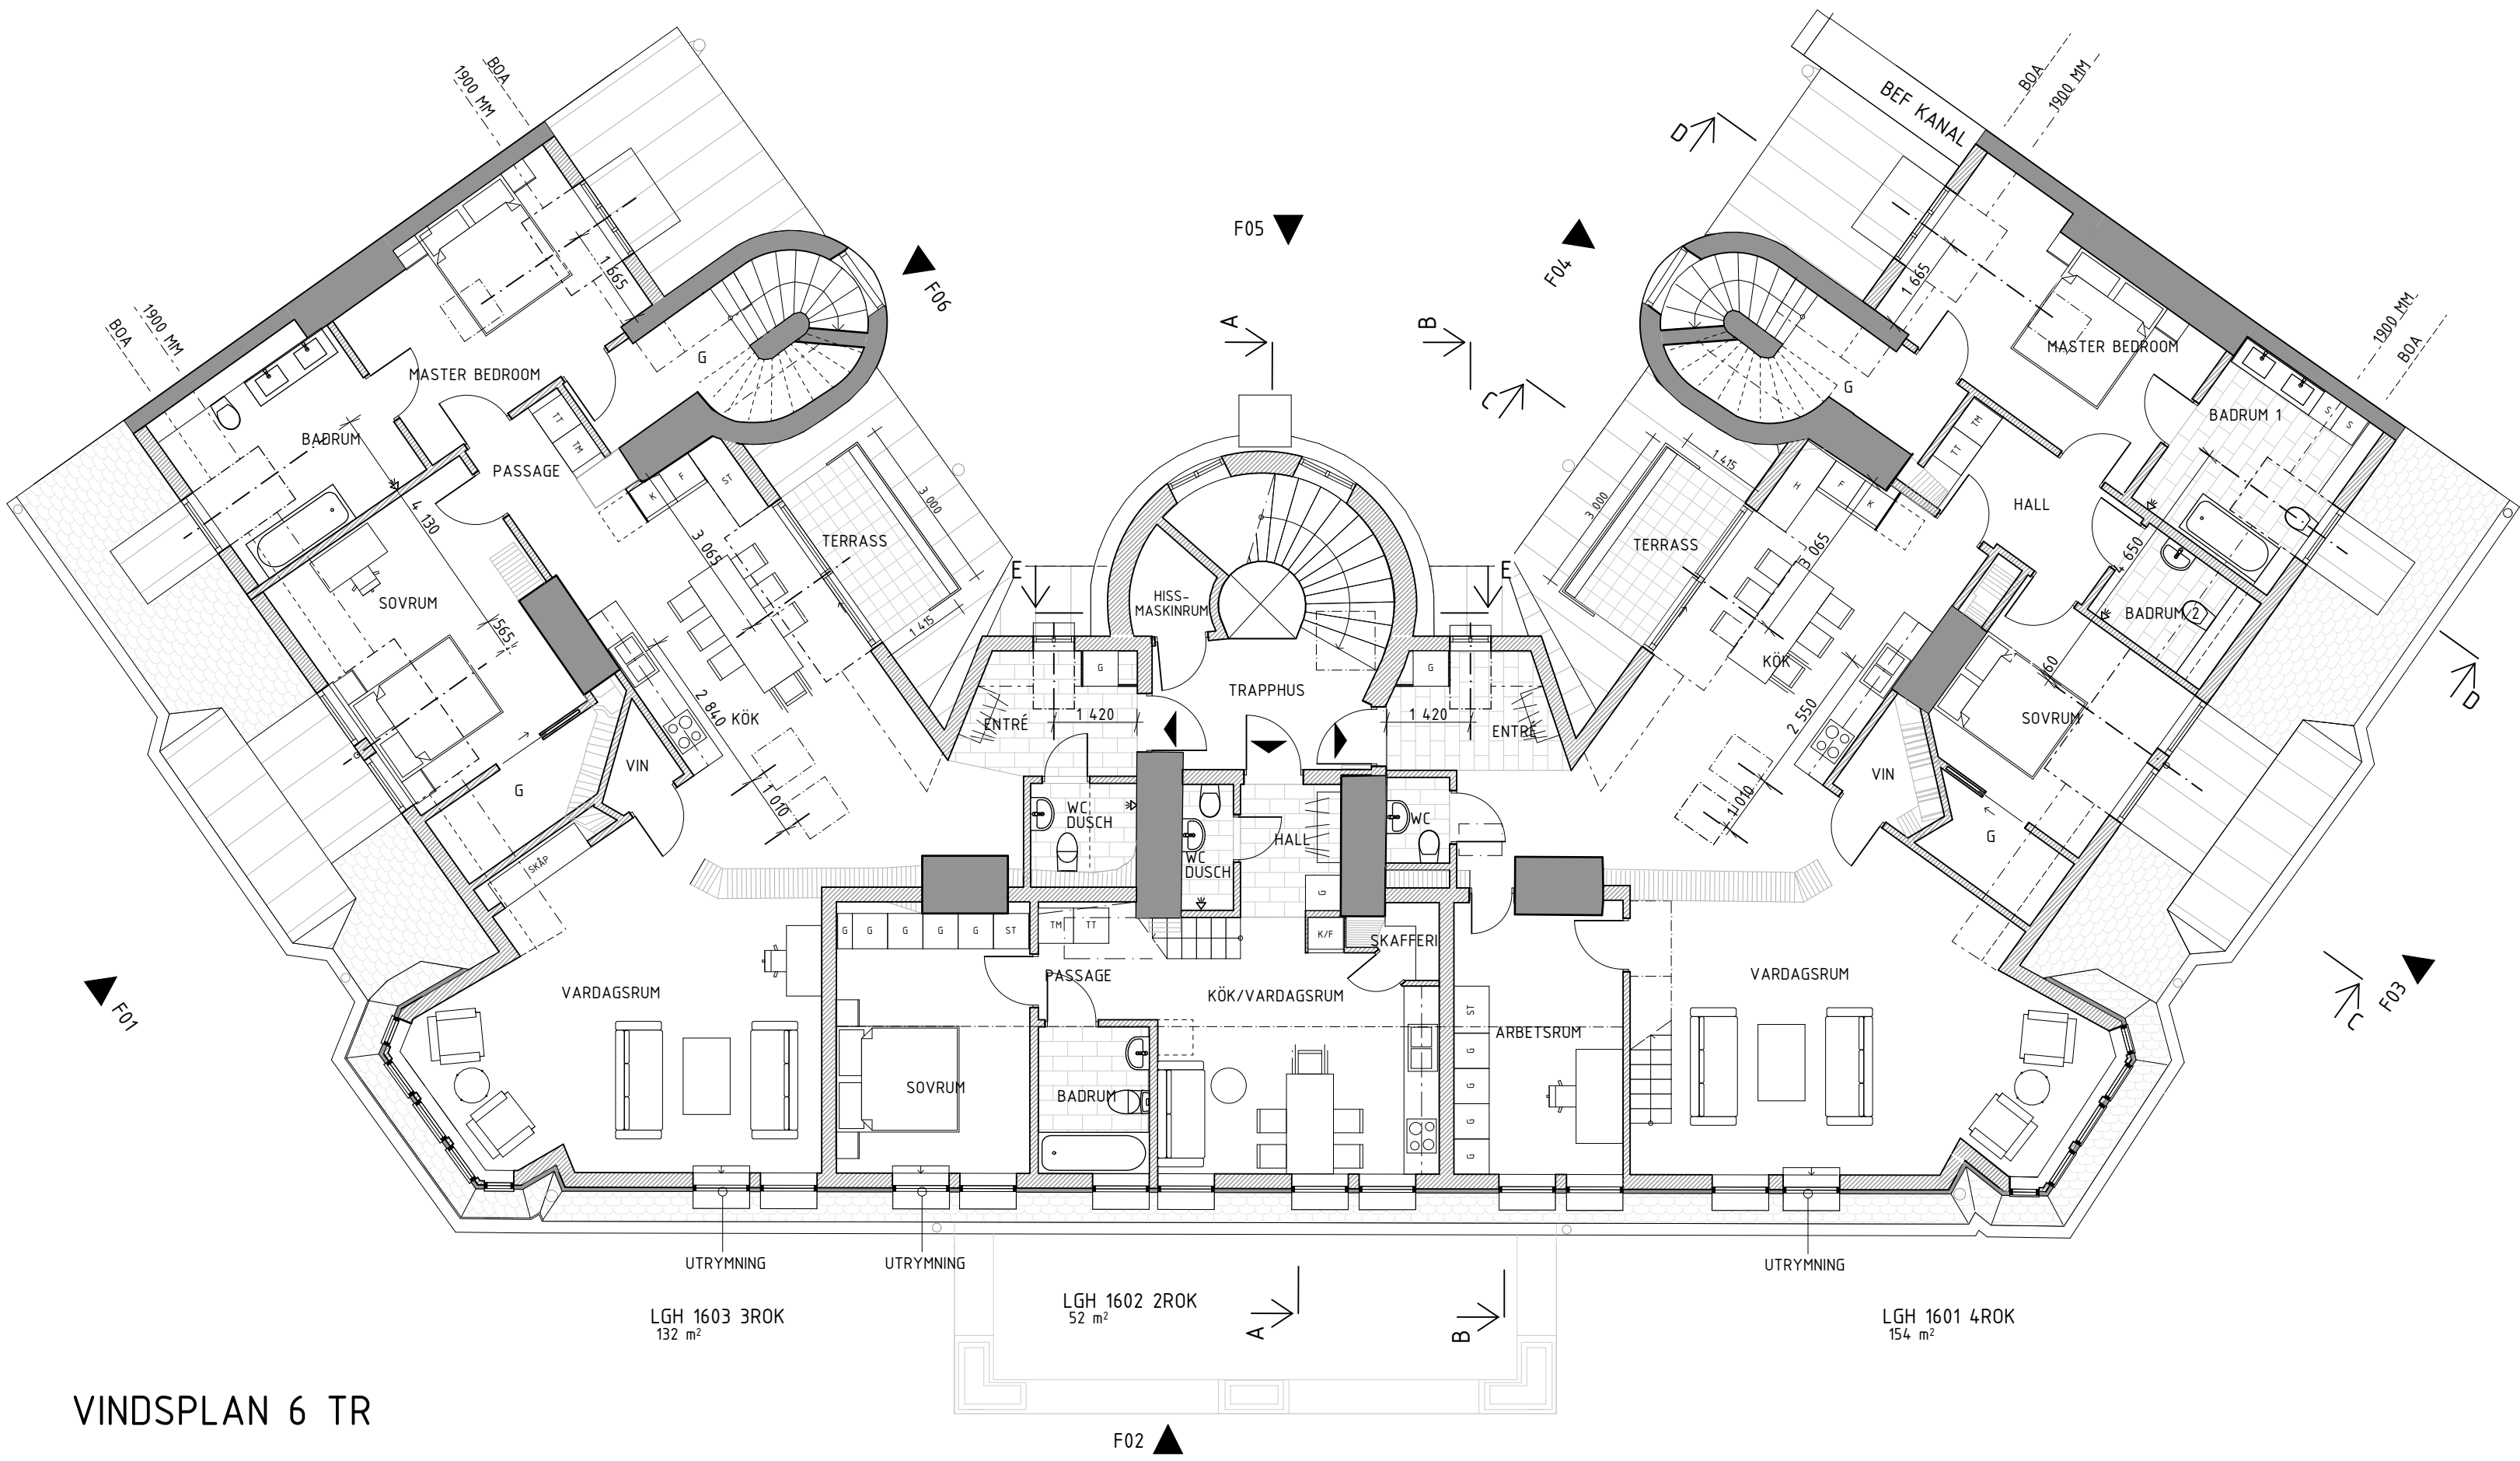 BOA
1900 MM
BOA
1900 MM
BEF KANAL
BOA
1900 MM
D
F05
F04
F06
1 665
1 665
BOA
1900 MM
1900 MM
BOA
A
B
C
G
G
MASTER BEDROOM
MASTER BEDROOM
BADRUM
BADRUM 1
S
S
TT
TM
TM
TT
PASSAGE
K
F
ST
H
F
K
1 415
3 000
3 000
4 130
3 065
3 065
HALL
TERRASS
TERRASS
4 650
E
E
SOVRUM
HISS-
MASKINRUM
BADRUM 2
565
1 415
G
G
KÖK
TRAPPHUS
2 840
KÖK
ENTRÉ
1 420
1 420
ENTRÉ
2 550
SOVRUM
D
VIN
VIN
G
1 010
1 010
WC
DUSCH
WC
DUSCH
HALL
WC
G
SKÅP
G
G
G
G
G
G
ST
TM
TT
K/F
SKAFFERI
PASSAGE
VARDAGSRUM
KÖK/VARDAGSRUM
VARDAGSRUM
F01
F03
C
ST
G
G
G
G
ARBETSRUM
SOVRUM
BADRUM
UTRYMNING
UTRYMNING
UTRYMNING
LGH 1603 3ROK
132 m²
LGH 1602 2ROK
52 m²
A
B
LGH 1601 4ROK
154 m²
VINDSPLAN 6 TR
F02